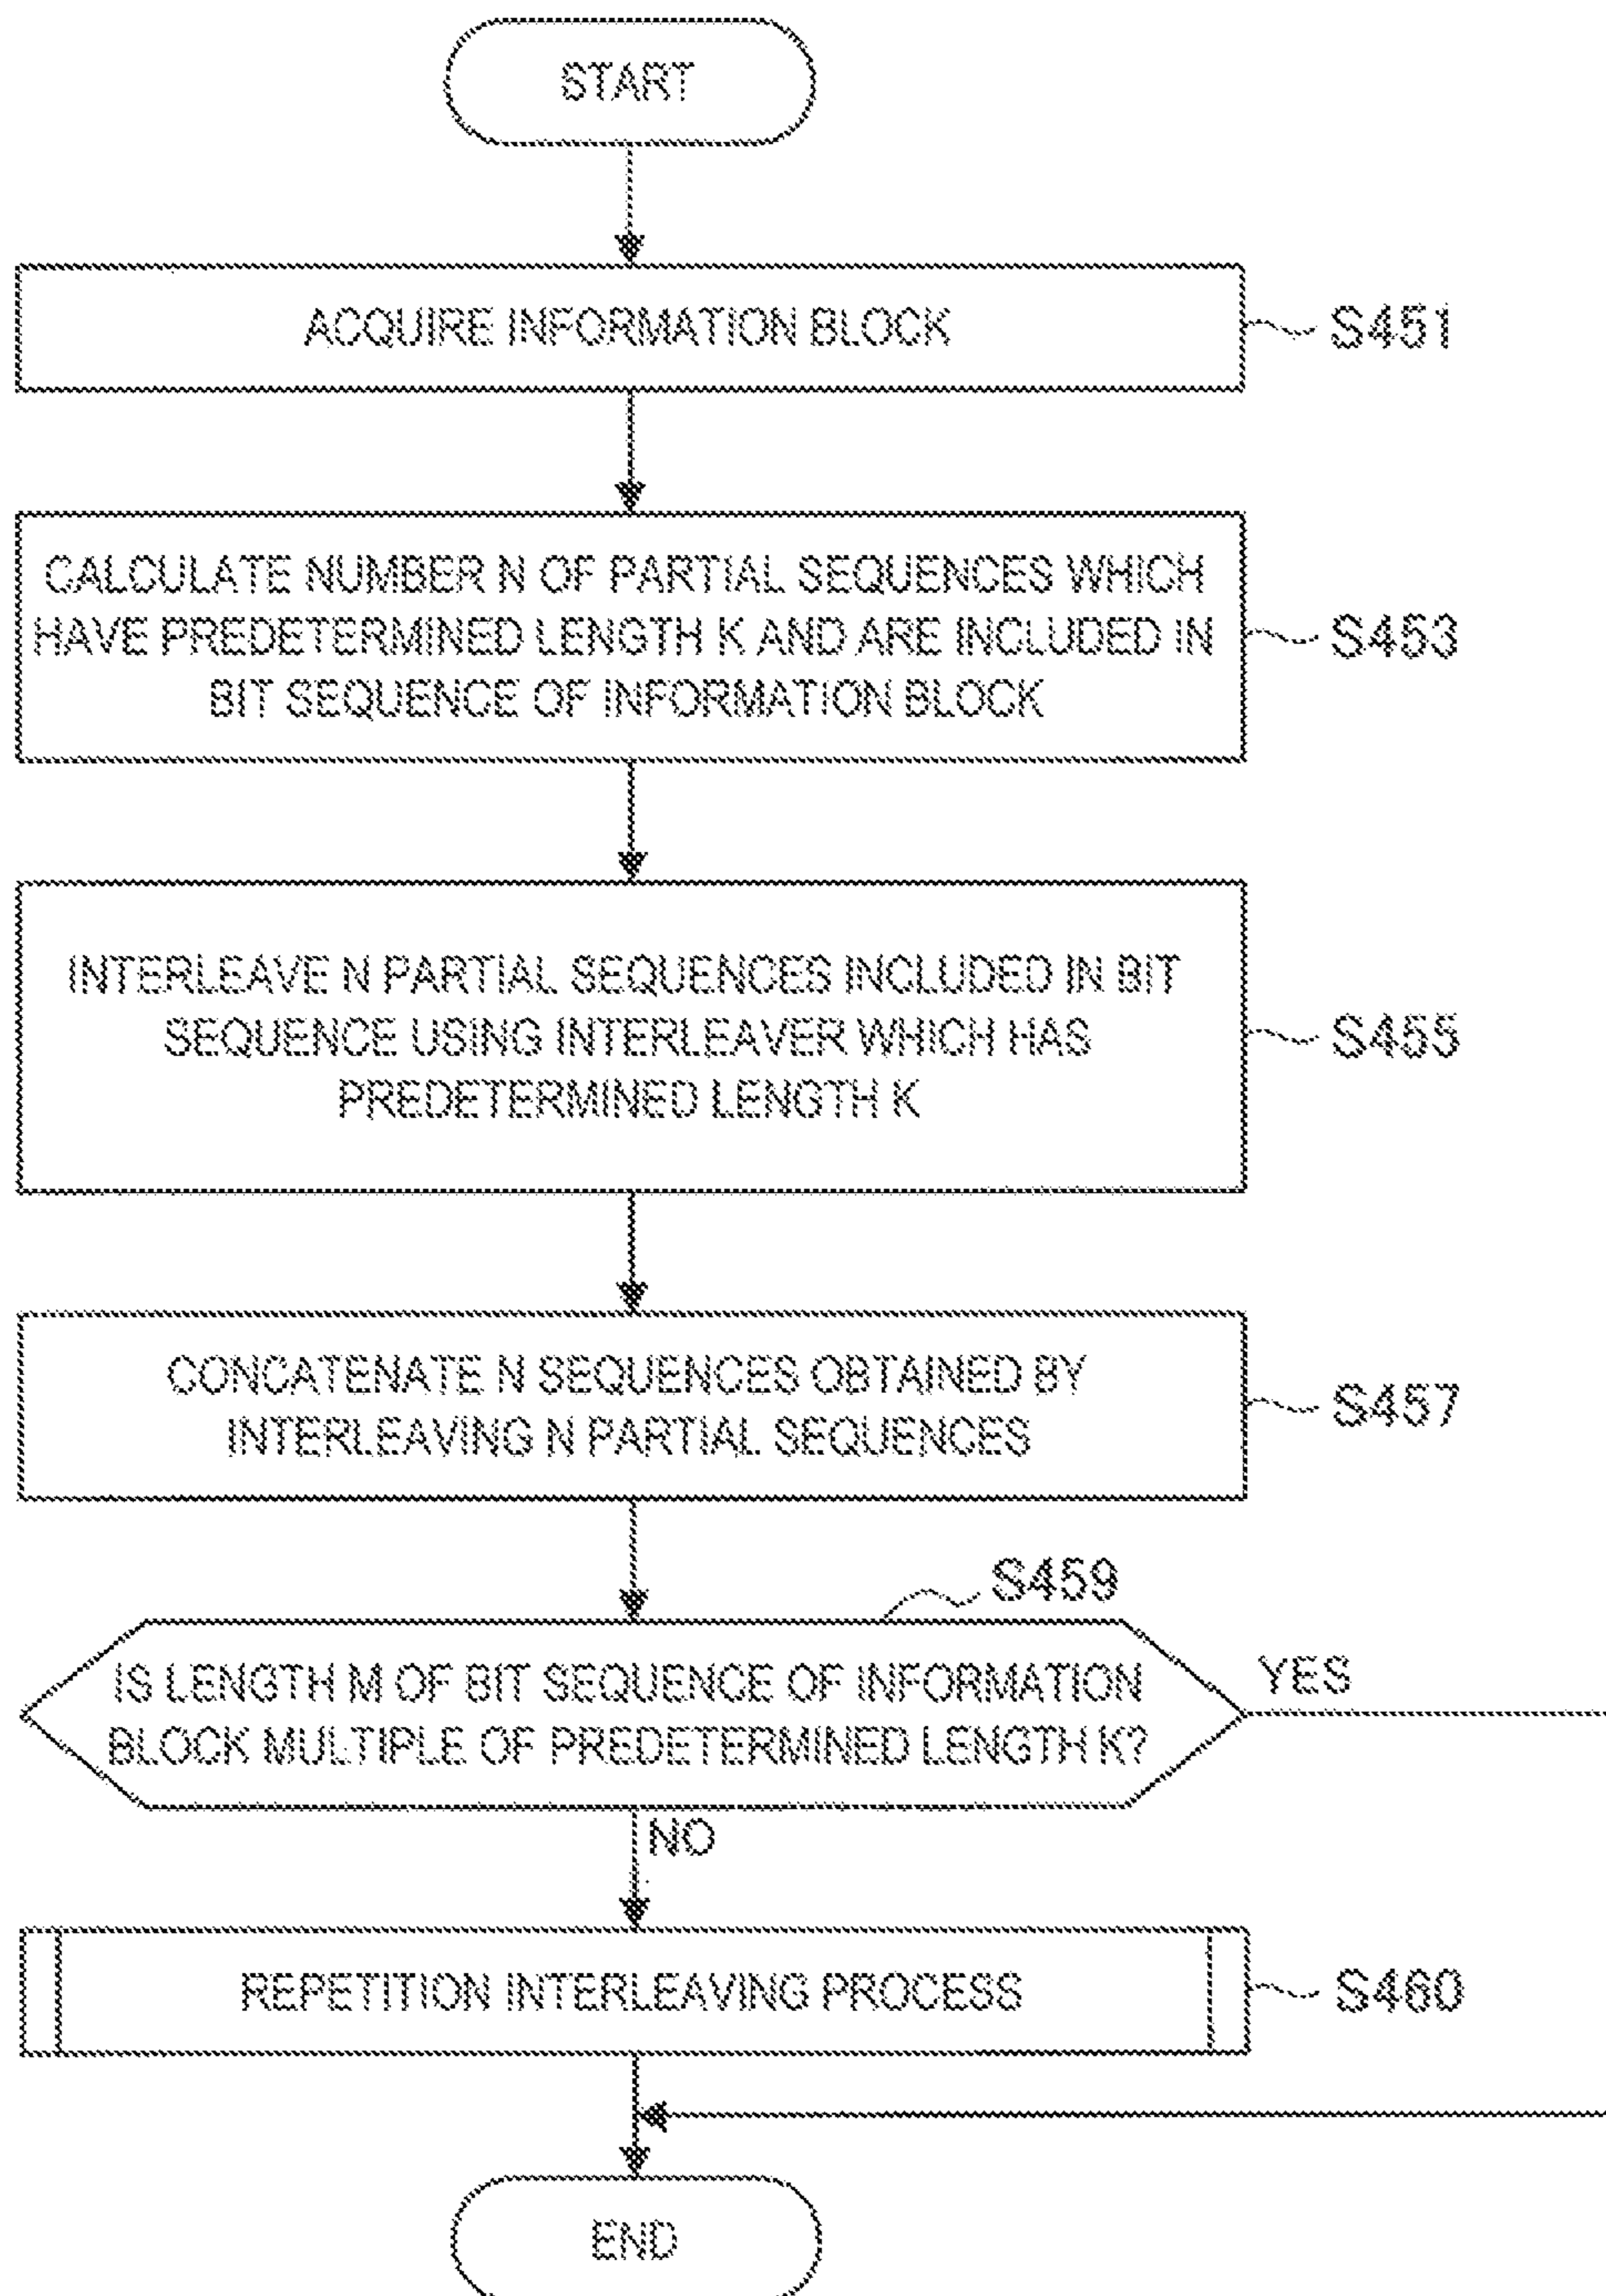 START
ACQUIRE INFORMATION BLOCK
S451
CALCULATE NUMBER N OF PARTIAL SEQUENCES WHICH
HAVE PREDETERMINED LENGTH K AND ARE INCLUDED IN
BIT SEQUENCE OF INFORMATION BLOCK
S453
INTERLEAVE N PARTIAL SEQUENCES INCLUDED IN BIT
SEQUENCE USING INTERLEAVER WHICH HAS
PREDETERMINED LENGTH K
S455
CONCATENATE N SEQUENCES OBTAINED BY
INTERLEAVING N PARTIAL SEQUENCES
S457
S459
IS LENGTH M OF BIT SEQUENCE OF INFORMATION
BLOCK MULTIPLE OF PREDETERMINED LENGTH K?
YES
NO
REPETITION INTERLEAVING PROCESS
S460
END